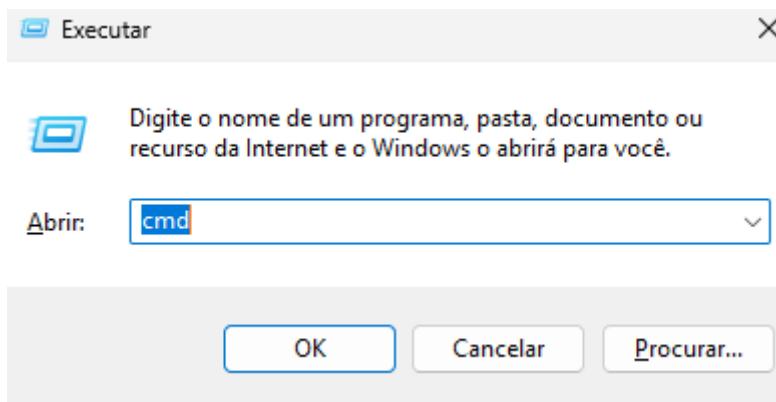 Executar
Digite o nome de um programa, pasta, documento ou
recurso da Internet e o Windows o abrirá para você.
Abrir:
cmd
OK
Cancelar
Procurar...